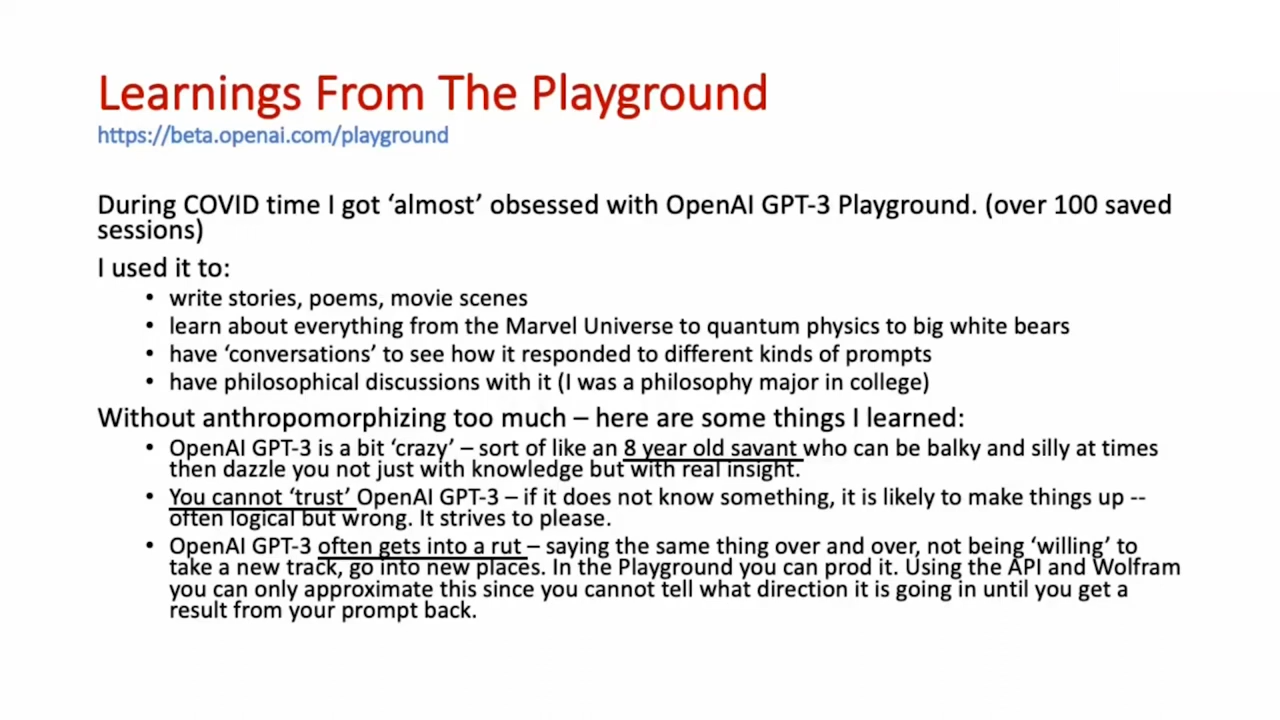 Learnings From The Playground
https://beta.openai.com/playground
During COVID time I got ‘almost’ obsessed with OpenAI GPT-3 Playground. (over 100 saved
sessions)
I used it to:
• write stories, poems, movie scenes
• learn about everything from the Marvel Universe to quantum physics to big white bears
• have ‘conversations’ to see how it responded to different kinds of prompts
• have philosophical discussions with it (I was a philosophy major in college)
Without anthropomorphizing too much – here are some things I learned:
• OpenAI GPT-3 is a bit ‘crazy’ – sort of like an 8 year old savant who can be balky and silly at times
then dazzle you not just with knowledge but with real insight.
• You cannot ‘trust’ OpenAI GPT-3 – if it does not know something, it is likely to make things up --
often logical but wrong. It strives to please.
• OpenAI GPT-3 often gets into a rut – saying the same thing over and over, not being ‘willing’ to
take a new track, go into new places. In the Playground you can prod it. Using the API and Wolfram
you can only approximate this since you cannot tell what direction it is going in until you get a
result from your prompt back.